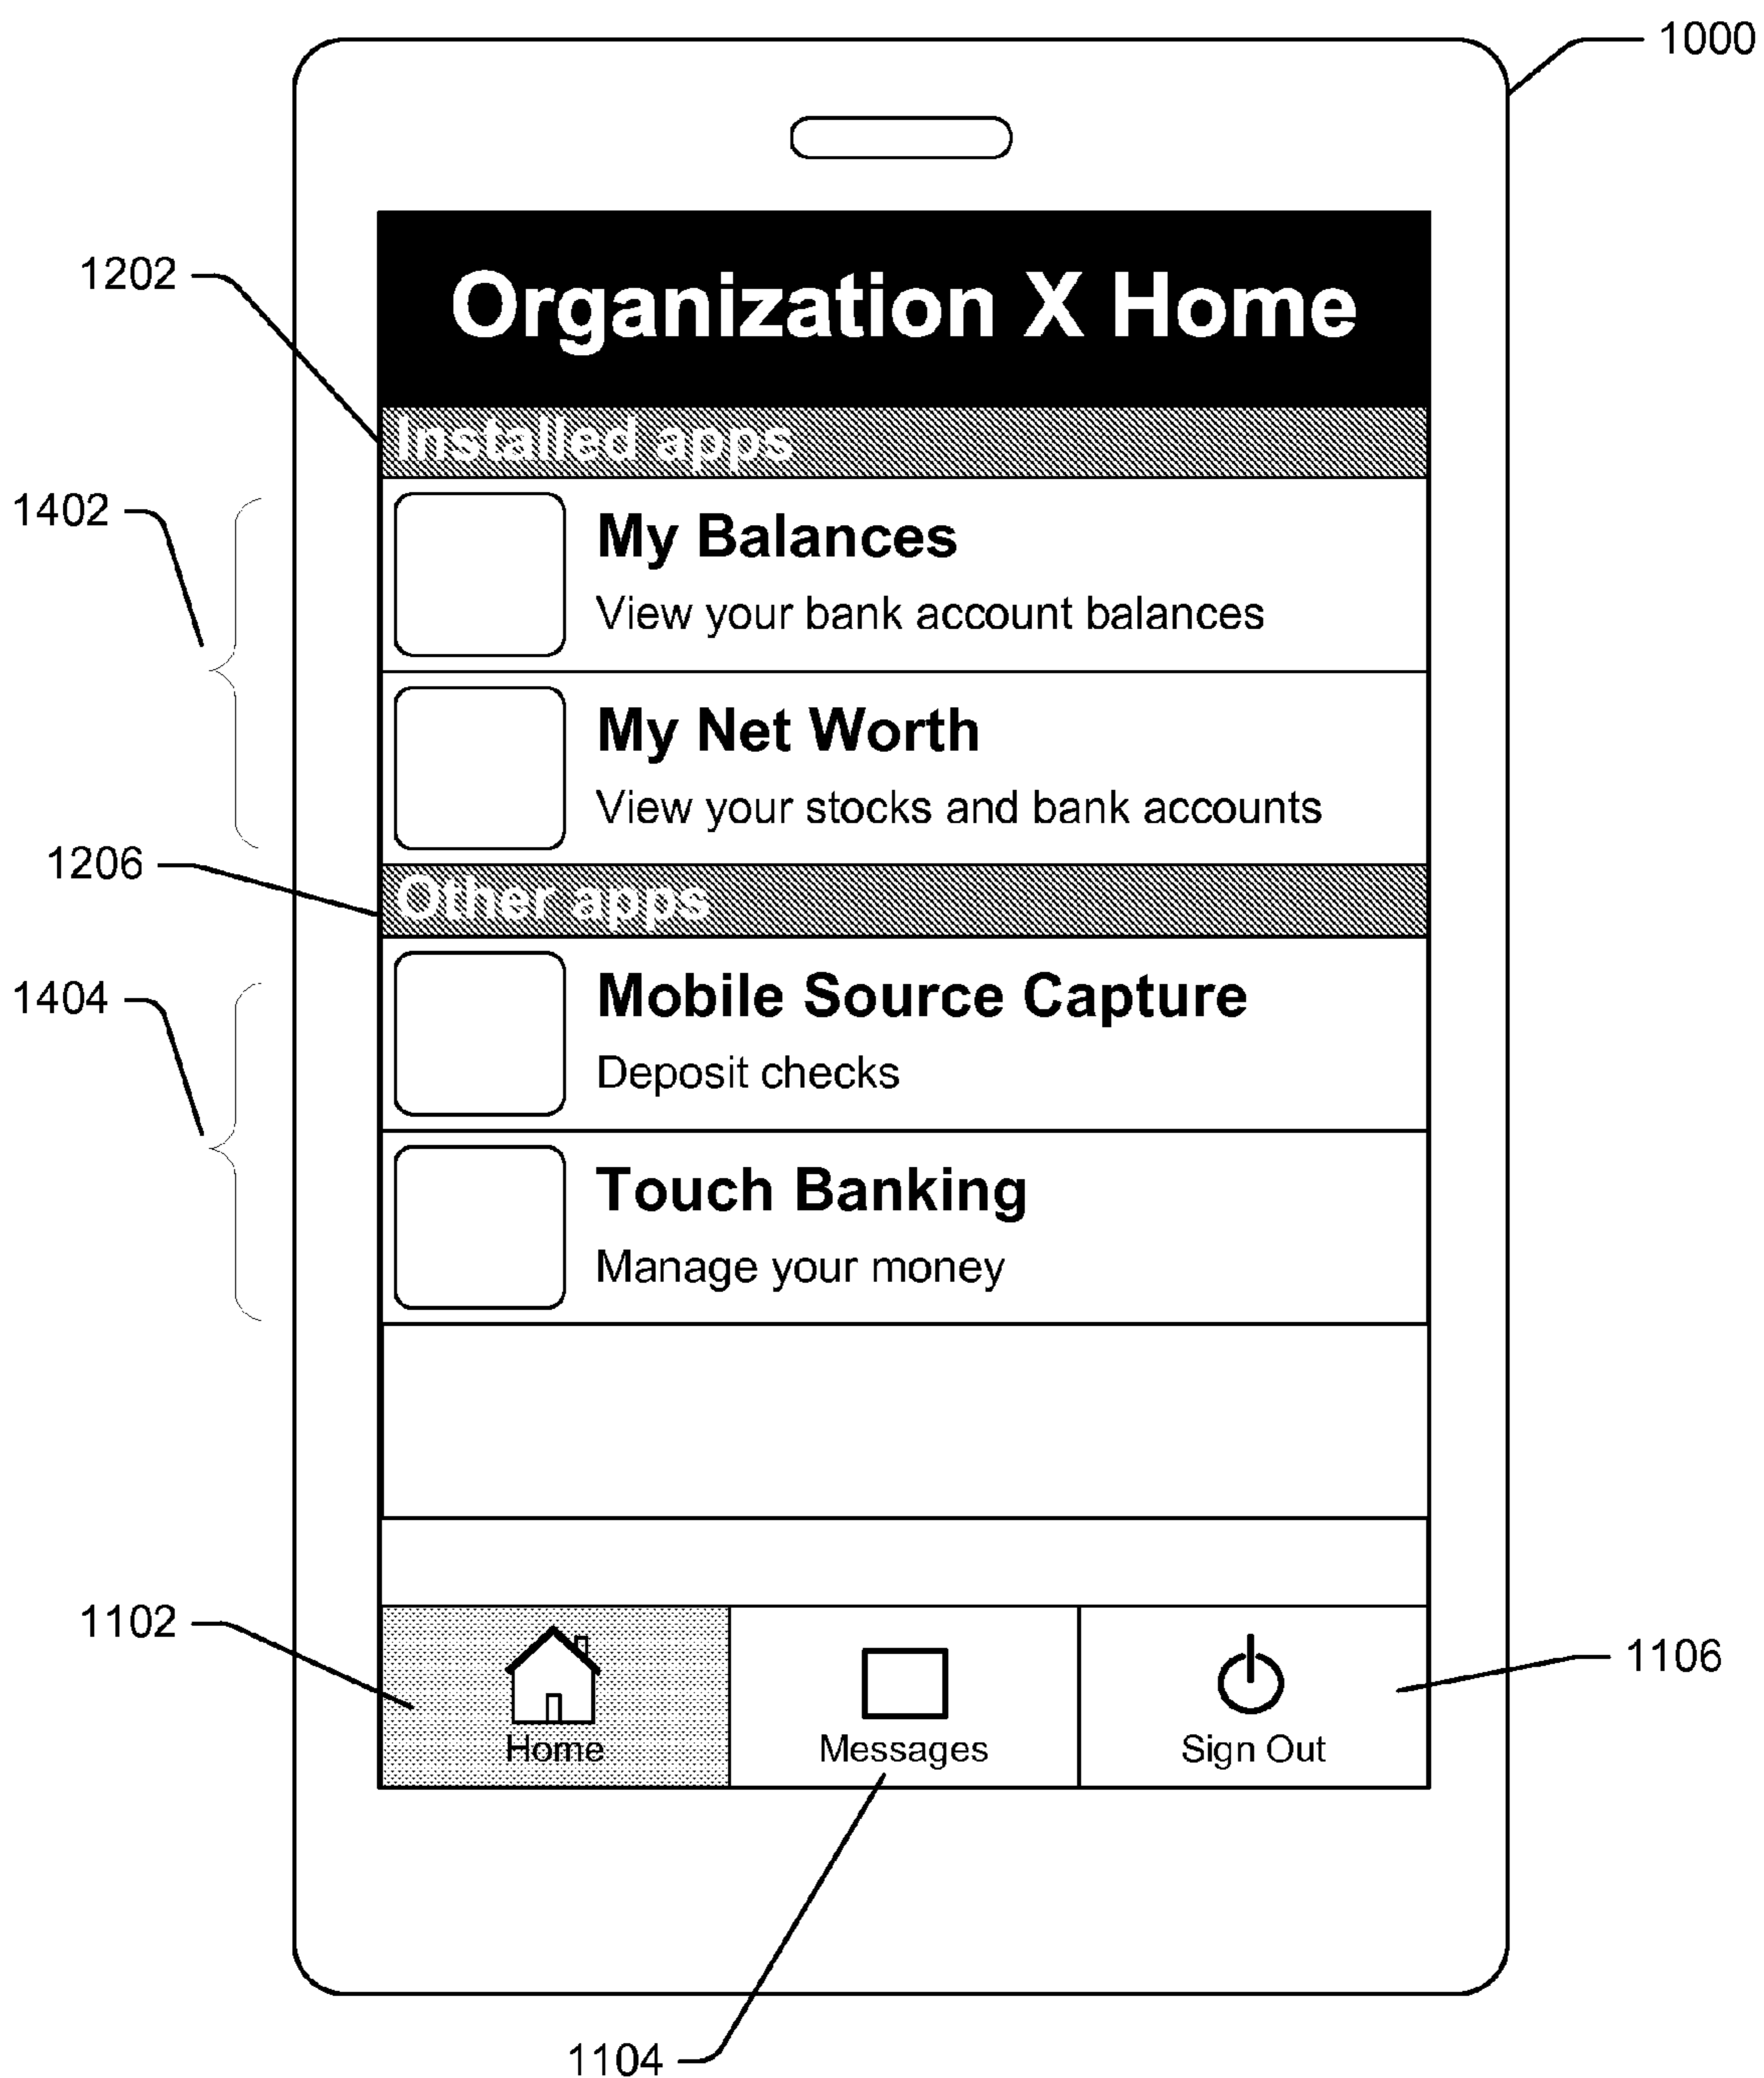 1000
1202
Organization X Home
Installed apps
1402
My Balances
View your bank account balances
My Net Worth
View your stocks and bank accounts
1206
Other apps
1404
Mobile Source Capture
Deposit checks
Touch Banking
Manage your money
1102
1106
Home
Messages
Sign Out
1104